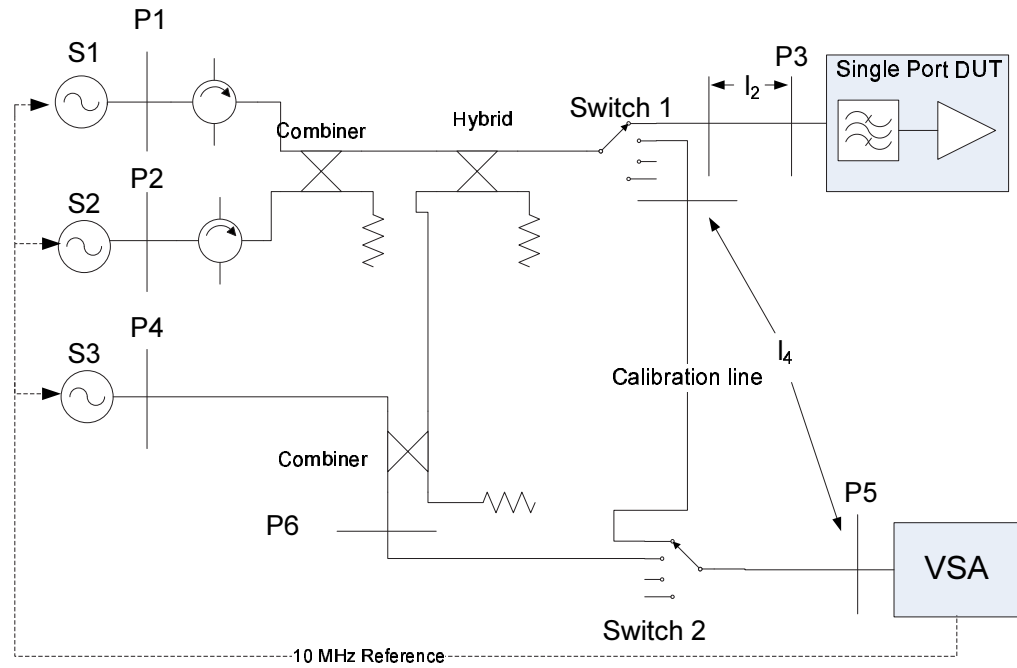 P1
S1
P3
l2
Single Port DUT
Switch 1
Combiner
Hybrid
P2
S2
P4
S3
l4
Calibration line
Combiner
P5
P6
VSA
Switch 2
10 MHz Reference